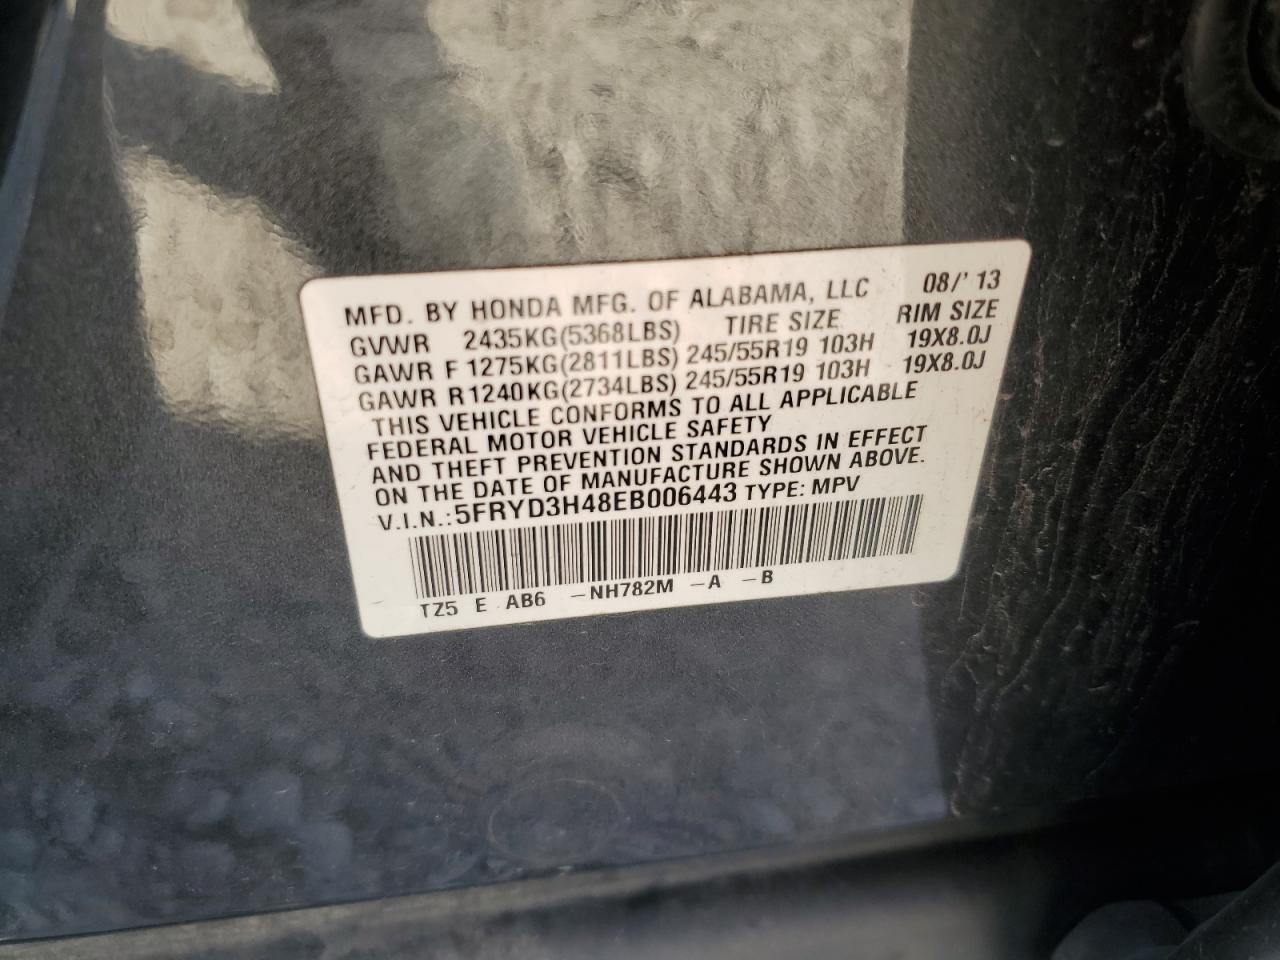 MFD. BY HONDA MFG. OF ALABAMA, LLC 08/'13
GVWR 2435KG(5368LBS) TIRE SIZE RIM SIZE
GAWR F 1275KG(2811LBS) 245/55R19 103H 19X8.0J
GAWR R 1240KG(2734LBS) 245/55R19 103H 19X8.0J
THIS VEHICLE CONFORMS TO ALL APPLICABLE
FEDERAL MOTOR VEHICLE SAFETY
AND THEFT PREVENTION STANDARDS IN EFFECT
ON THE DATE OF MANUFACTURE SHOWN ABOVE.
V.I.N.: 5FRYD3H48EB006443 TYPE: MPV
TZ5 E AB6 -NH782M -A -B